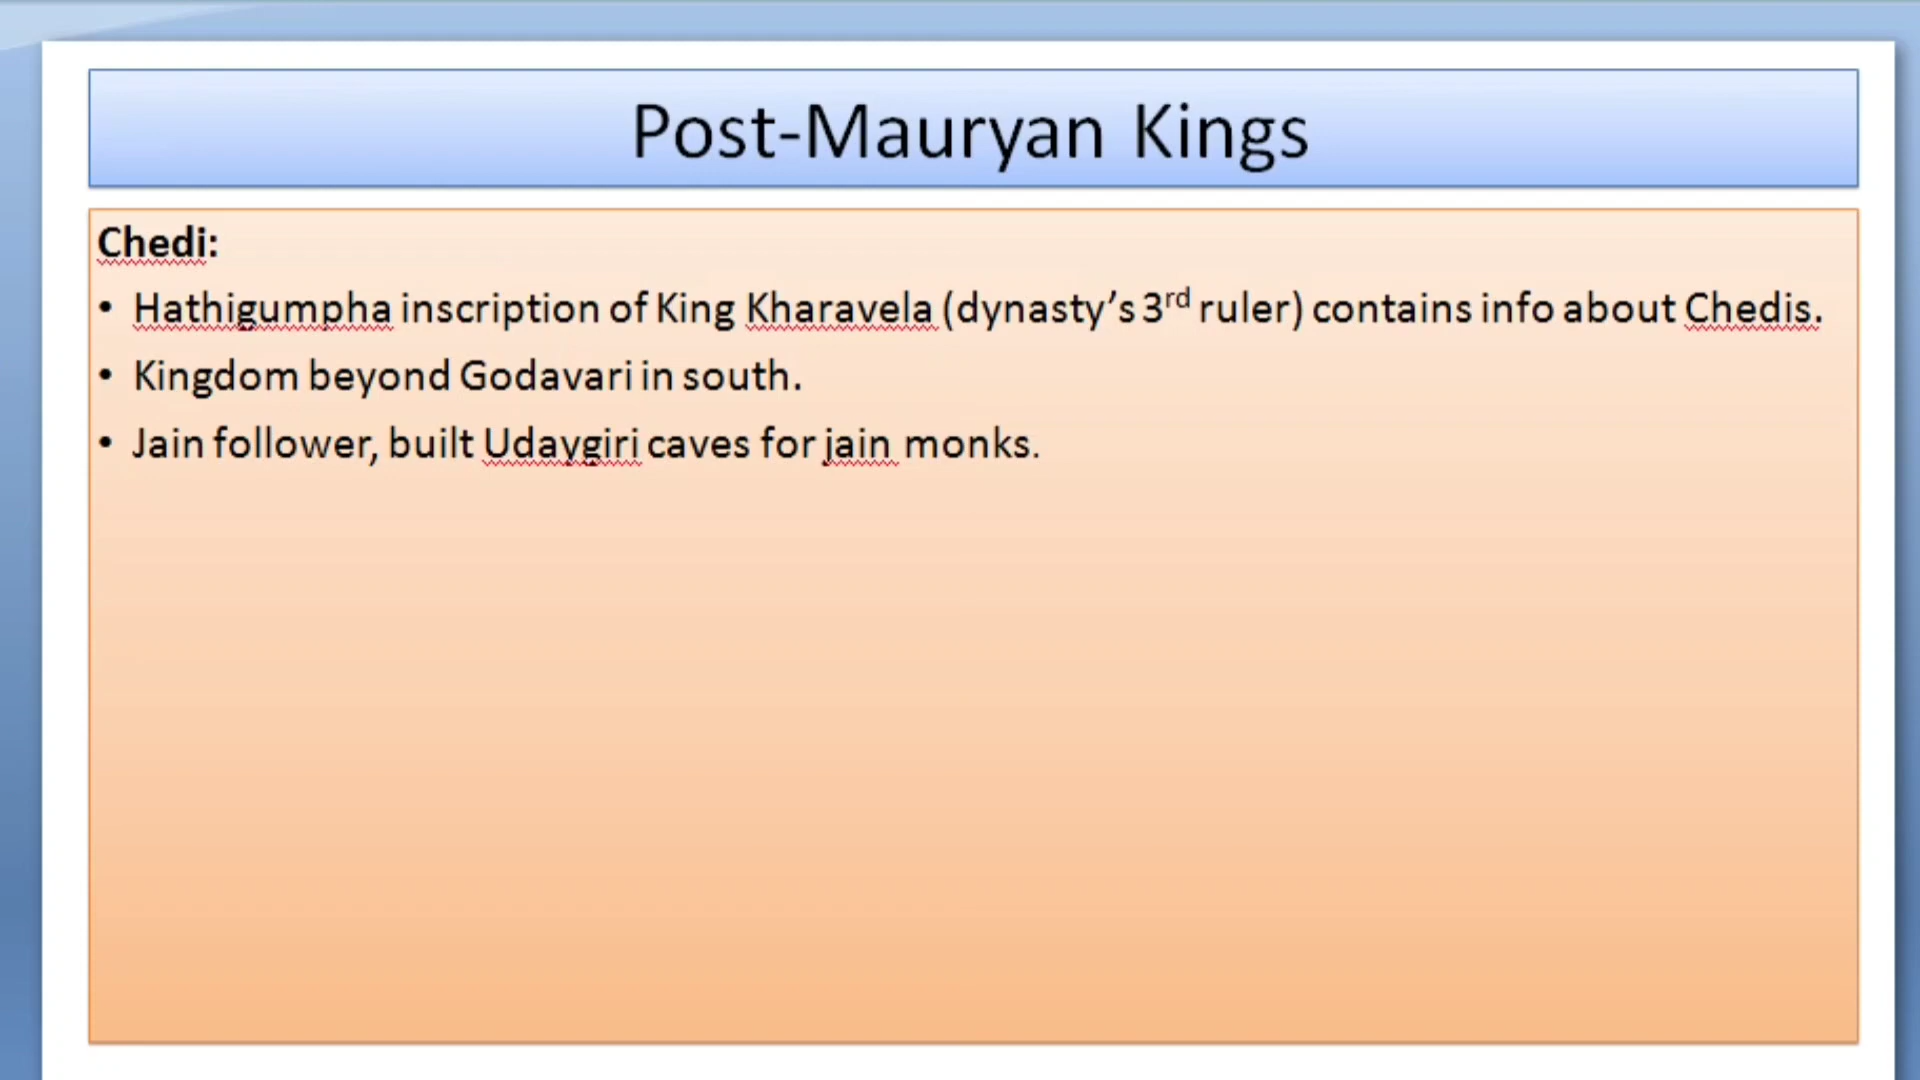 Post-Mauryan Kings
Chedi:
• Hathigumpha inscription of King Kharavela (dynasty’s 3rd ruler) contains info about Chedis.
• Kingdom beyond Godavari in south.
• Jain follower, built Udaygiri caves for jain monks.